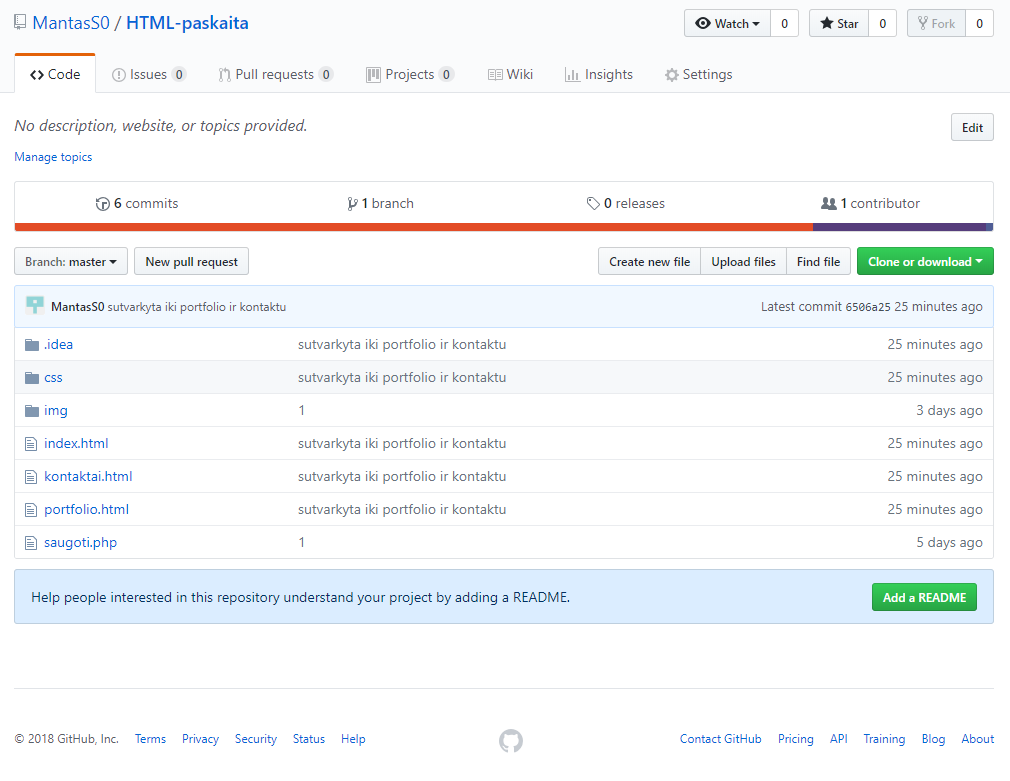 MantasS0 / HTML-paskaita Watch 0 Star 0 Fork 0
Code Issues 0 Pull requests 0 Projects 0 Wiki Insights Settings
No description, website, or topics provided. Edit
Manage topics
6 commits 1 branch 0 releases 1 contributor
Branch: master New pull request Create new file Upload files Find file Clone or download
MantasS0 sutvarkyta iki portfolio ir kontaktu Latest commit 6506a25 25 minutes ago
.idea sutvarkyta iki portfolio ir kontaktu 25 minutes ago
css sutvarkyta iki portfolio ir kontaktu 25 minutes ago
img 1 3 days ago
index.html sutvarkyta iki portfolio ir kontaktu 25 minutes ago
kontaktai.html sutvarkyta iki portfolio ir kontaktu 25 minutes ago
portfolio.html sutvarkyta iki portfolio ir kontaktu 25 minutes ago
saugoti.php 1 5 days ago
Help people interested in this repository understand your project by adding a README. Add a README
© 2018 GitHub, Inc. Terms Privacy Security Status Help Contact GitHub Pricing API Training Blog About